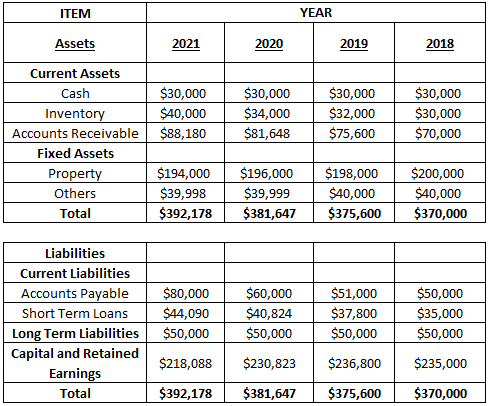 ITEM YEAR
Assets 2021 2020 2019 2018
Current Assets
Cash $30,000 $30,000 $30,000 $30,000
Inventory $40,000 $34,000 $32,000 $30,000
Accounts Receivable $88,180 $81,648 $75,600 $70,000
Fixed Assets
Property $194,000 $196,000 $198,000 $200,000
Others $39,998 $39,999 $40,000 $40,000
Total $392,178 $381,647 $375,600 $370,000
Liabilities
Current Liabilities
Accounts Payable $80,000 $60,000 $51,000 $50,000
Short Term Loans $44,090 $40,824 $37,800 $35,000
Long Term Liabilities $50,000 $50,000 $50,000 $50,000
Capital and Retained
Earnings $218,088 $230,823 $236,800 $235,000
Total $392,178 $381,647 $375,600 $370,000